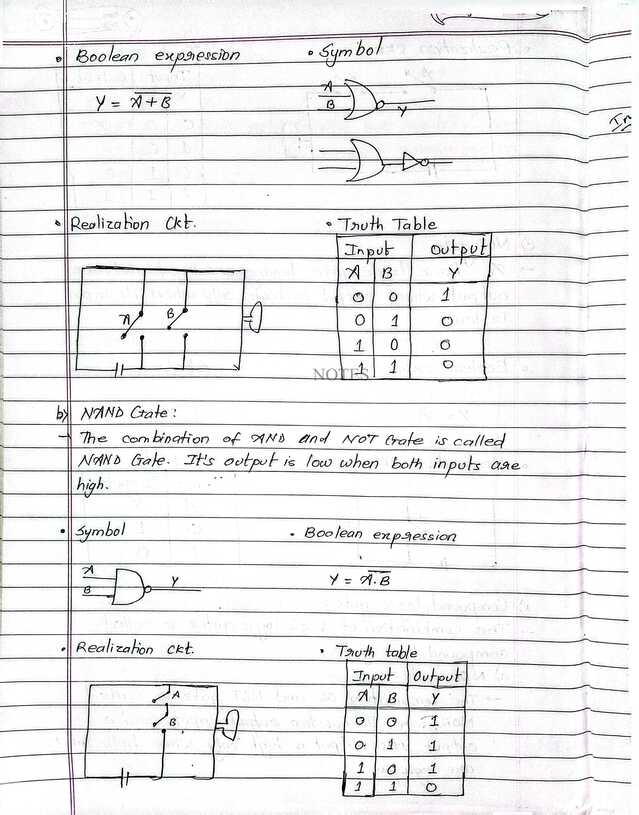 • Boolean expression
Y = \overline{A+B}
• Symbol
A
B
Y
• Realization Ckt.
A
B
• Truth Table
Input Output
A B Y
0 0 1
0 1 0
1 0 0
1 1 0
NOTES
b) NAND Gate:
→ The combination of AND and NOT Gate is called
NAND Gate. It's output is low when both inputs are
high.
• Symbol
A
B
Y
• Boolean expression
Y = \overline{A.B}
• Realization ckt.
A
B
• Truth table
Input Output
A B Y
0 0 1
0 1 1
1 0 1
1 1 0